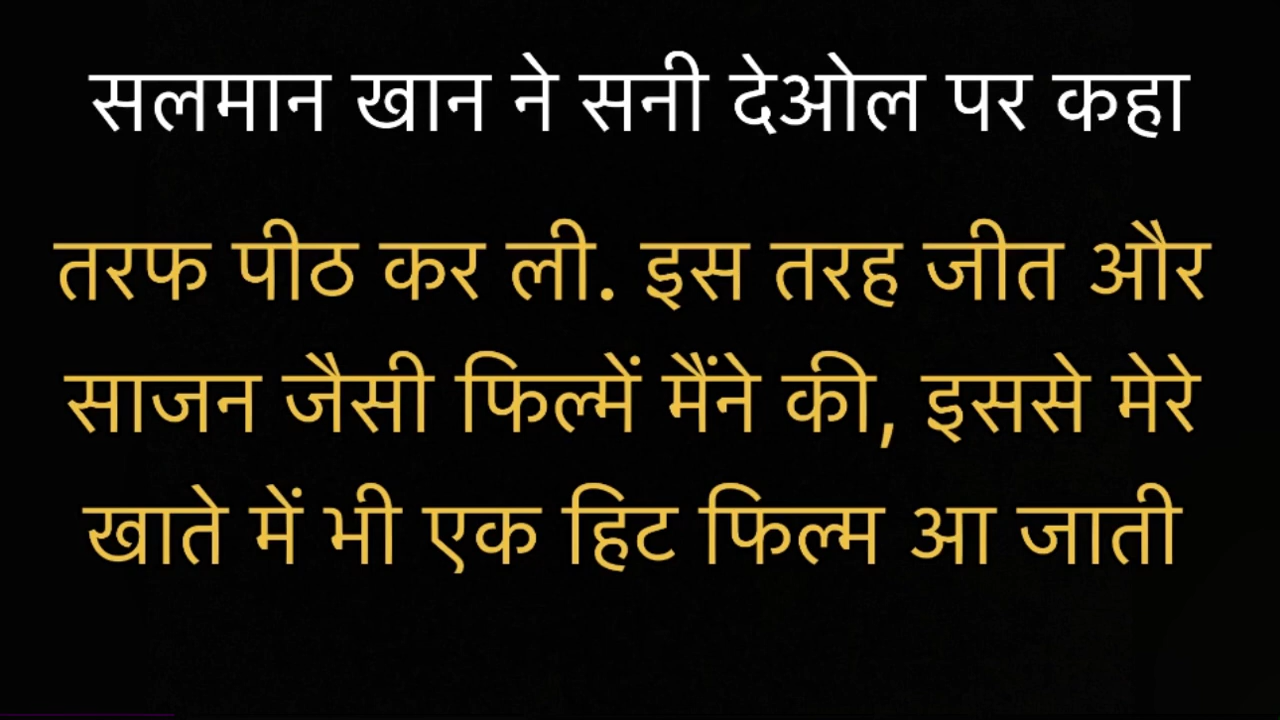 सलमान खान ने सनी देओल पर कहा
तरफ पीठ कर ली. इस तरह जीत और
साजन जैसी फिल्में मैंने की, इससे मेरे
खाते में भी एक हिट फिल्म आ जाती